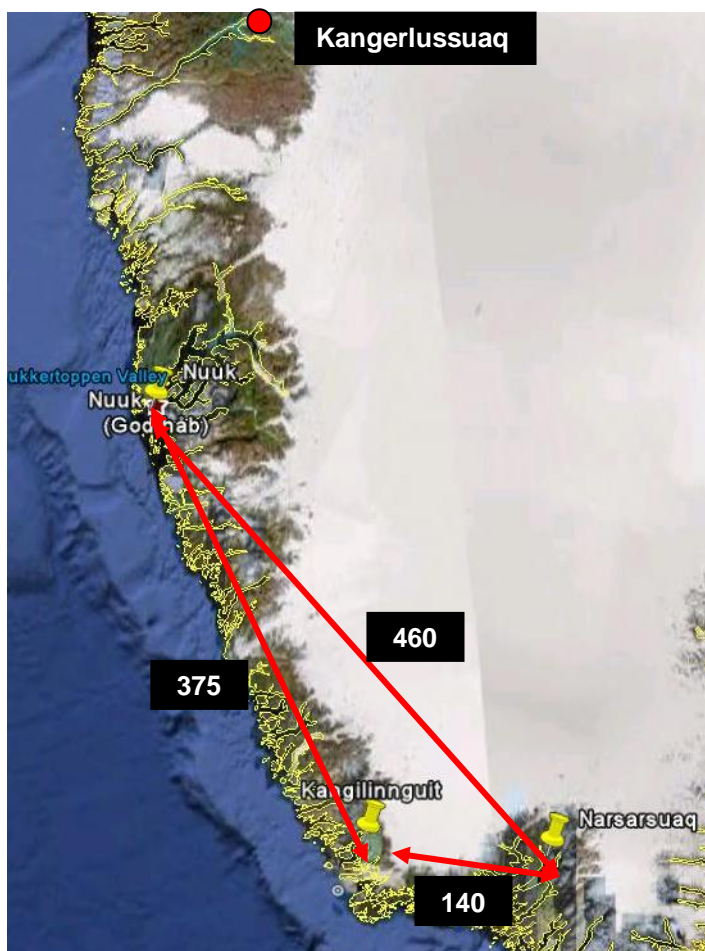 Kangerlussuaq
ukkertoppen Valley
Nuuk
Nuuk
(Godthåb)
460
375
Kangilinnguit
Narsarsuaq
140